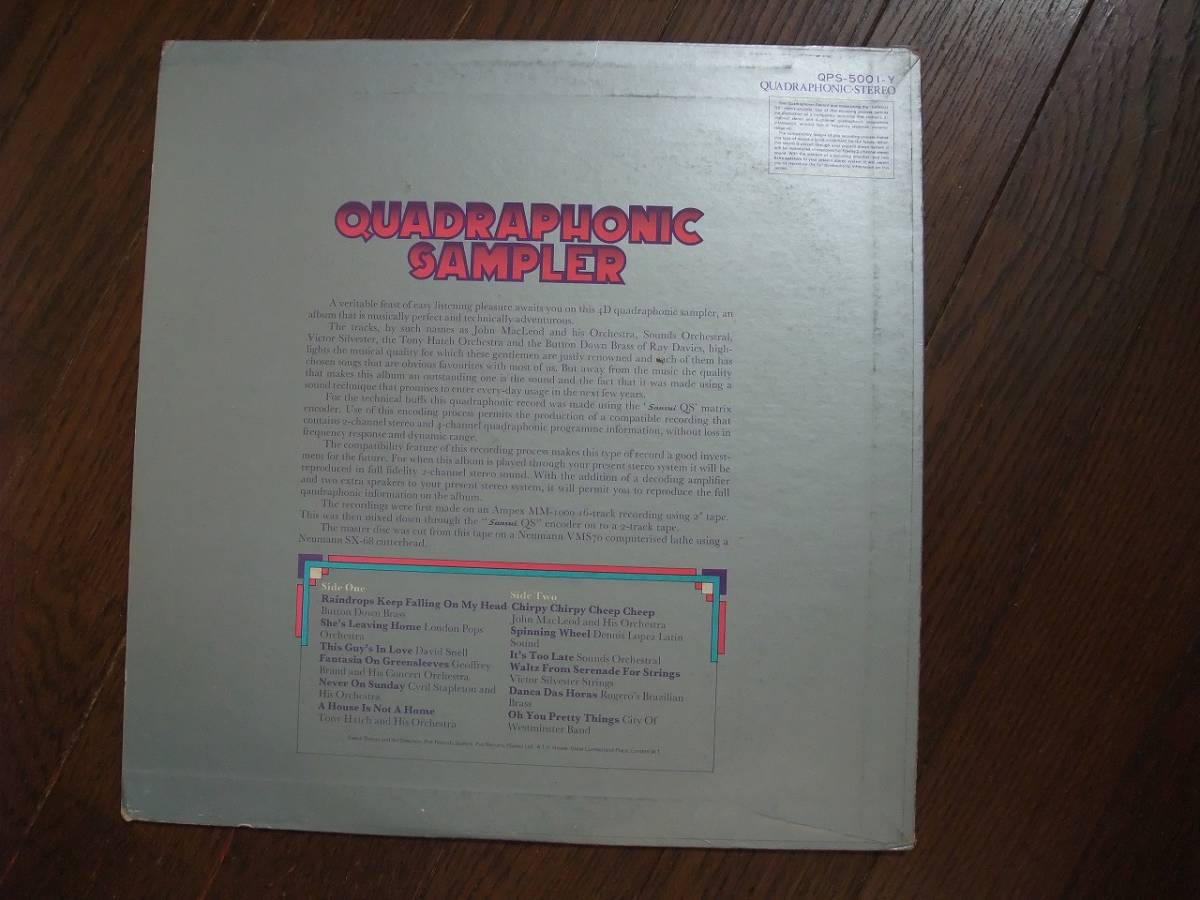 QPS-5001-Y
QUADRAPHONIC-STEREO
QUADRAPHONIC
SAMPLER
A veritable feast of easy listening pleasure awaits you on this 4D quadraphonic sampler, an
album that is musically perfect and technically adventurous.
The tracks, by such names as John MacLeod and his Orchestra, Sounds Orchestral,
Victor Silvester, the Tony Hatch Orchestra and the Button Down Brass of Ray Davies, high-
lights the musical quality for which these gentlemen are justly renowned and each of them has
chosen songs that are obvious favourites with most of us. But away from the music the quality
that makes this album an outstanding one is the sound and the fact that it was made using a
sound technique that promises to enter every-day usage in the next few years.
For the technical buffs this quadraphonic record was made using the 'Sansui QS' matrix
encoder. Use of this encoding process permits the production of a compatible recording that
contains 2-channel stereo and 4-channel quadraphonic programme information, without loss in
frequency response and dynamic range.
The compatibility feature of this recording process makes this type of record a good invest-
ment for the future. For when this album is played through your present stereo system it will be
reproduced in full fidelity 2-channel stereo sound. With the addition of a decoding amplifier
and two extra speakers to your present stereo system, it will permit you to reproduce the full
quadraphonic information on the album.
The recordings were first made on an Ampex MM-1000 16-track recording using 2" tape.
This was then mixed down through the "Sansui QS" encoder on to a 2-track tape.
The master disc was cut from this tape on a Neumann VMS70 computerised lathe using a
Neumann SX-68 cutterhead.
Side One
Raindrops Keep Falling On My Head
Button Down Brass
She's Leaving Home London Pops
Orchestra
This Guy's In Love David Snell
Fantasia On Greensleeves Geoffrey
Brand and His Concert Orchestra
Never On Sunday Cyril Stapleton and
His Orchestra
A House Is Not A Home
Tony Hatch and His Orchestra
Side Two
Chirpy Chirpy Cheep Cheep
John MacLeod and His Orchestra
Spinning Wheel Dennis Lopez Latin
Sound
It's Too Late Sounds Orchestral
Waltz From Serenade For Strings
Victor Silvester Strings
Danca Das Horas Rogero's Brazilian
Brass
Oh You Pretty Things City Of
Westminster Band